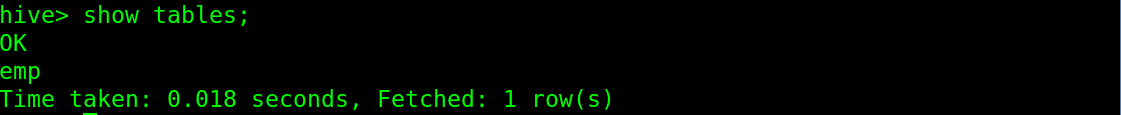 hive> show tables;
OK
emp
Time taken: 0.018 seconds, Fetched: 1 row(s)